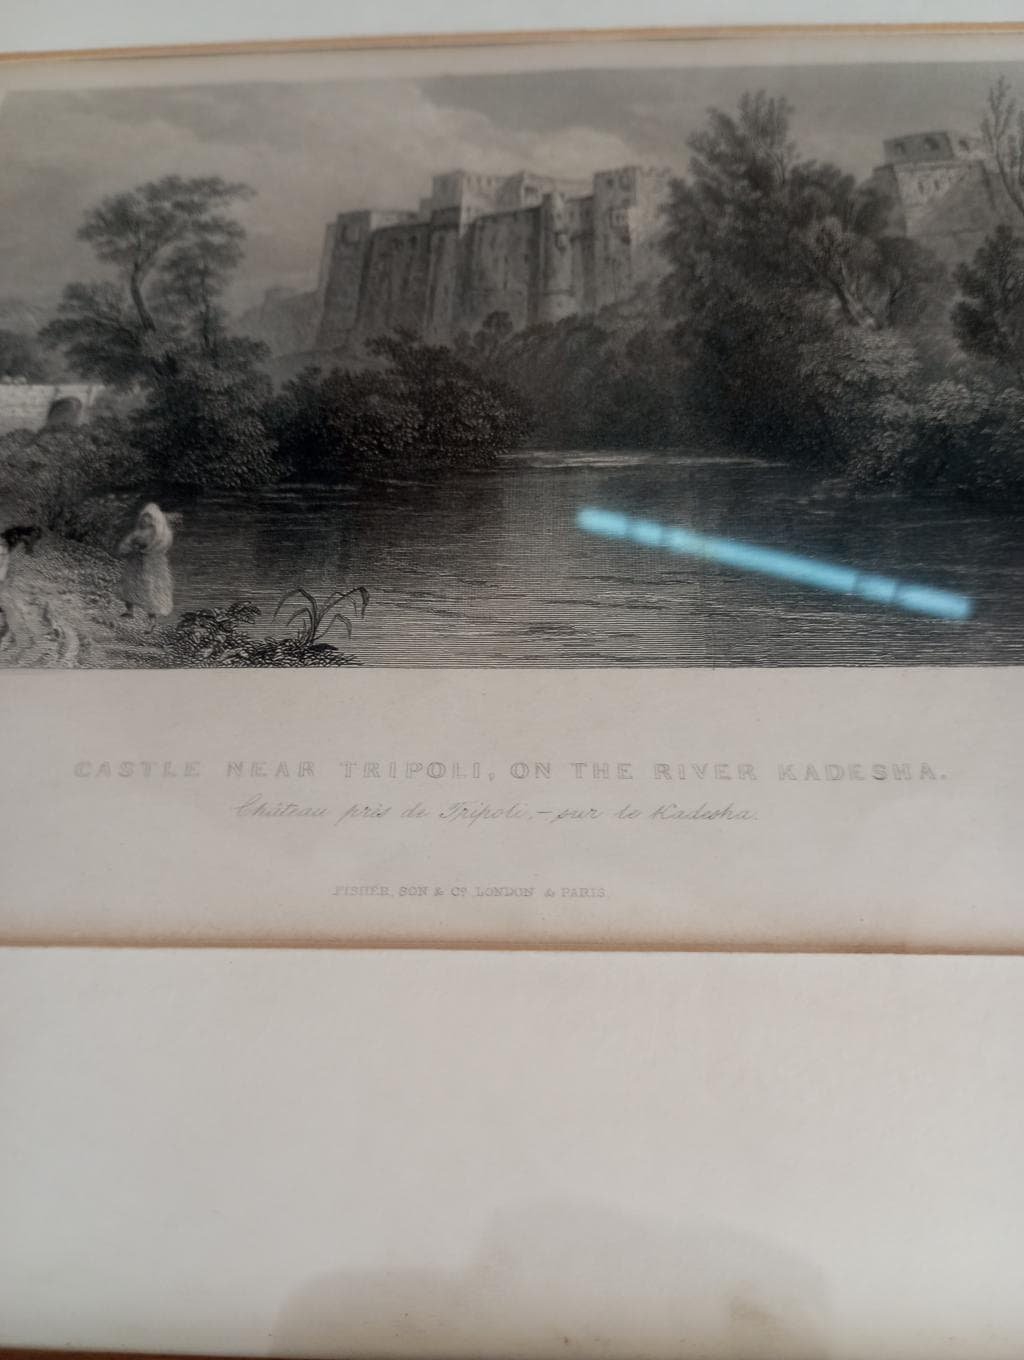 CASTLE NEAR TRIPOLI, ON THE RIVER KADESHA.
Château près de Tripoli,—sur le Kadesha.
FISHER, SON & Cº. LONDON & PARIS